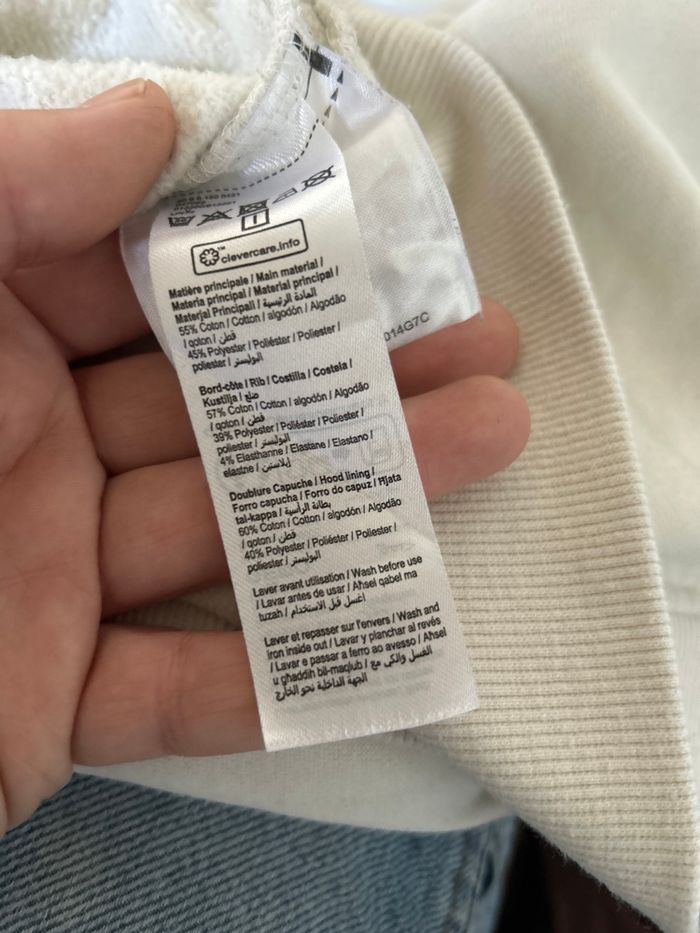 clevercare.info
Matière principale / Main material /
Materia principal / Material principal /
Materjal Prinċipali / المادة الرئيسية
55% Coton / Cotton / algodón / Algodão
/ qoton / قطن
45% Polyester / Poliéster / Poliester /
poliester / البوليستر
Bord-côte / Rib / Costilla / Costela /
Kustilja / ضلع
57% Coton / Cotton / algodón / Algodão
/ qoton / قطن
39% Polyester / Poliéster / Poliester /
poliester / البوليستر
4% Elasthanne / Elastane / Elastano /
elastne / إيلاستين
Doublure Capuche / Hood lining /
Forro capucha / Forro do capuz / Ħjata
tal-kappa / بطانة الرأسية
60% Coton / Cotton / algodón / Algodão
/ qoton / قطن
40% Polyester / Poliéster / Poliester /
poliester / البوليستر
Laver avant utilisation / Wash before use
/ Lavar antes de usar / Aħsel qabel ma
tuzah / اغسل قبل الاستخدام
Laver et repasser sur l'envers / Wash and
iron inside out / Lavar y planchar al revés
/ Lavar e passar a ferro ao avesso / Aħsel
u għaddih bil-maqlub / الغسل والكي مع
الجهة الداخلية نحو الخارج
014G7C